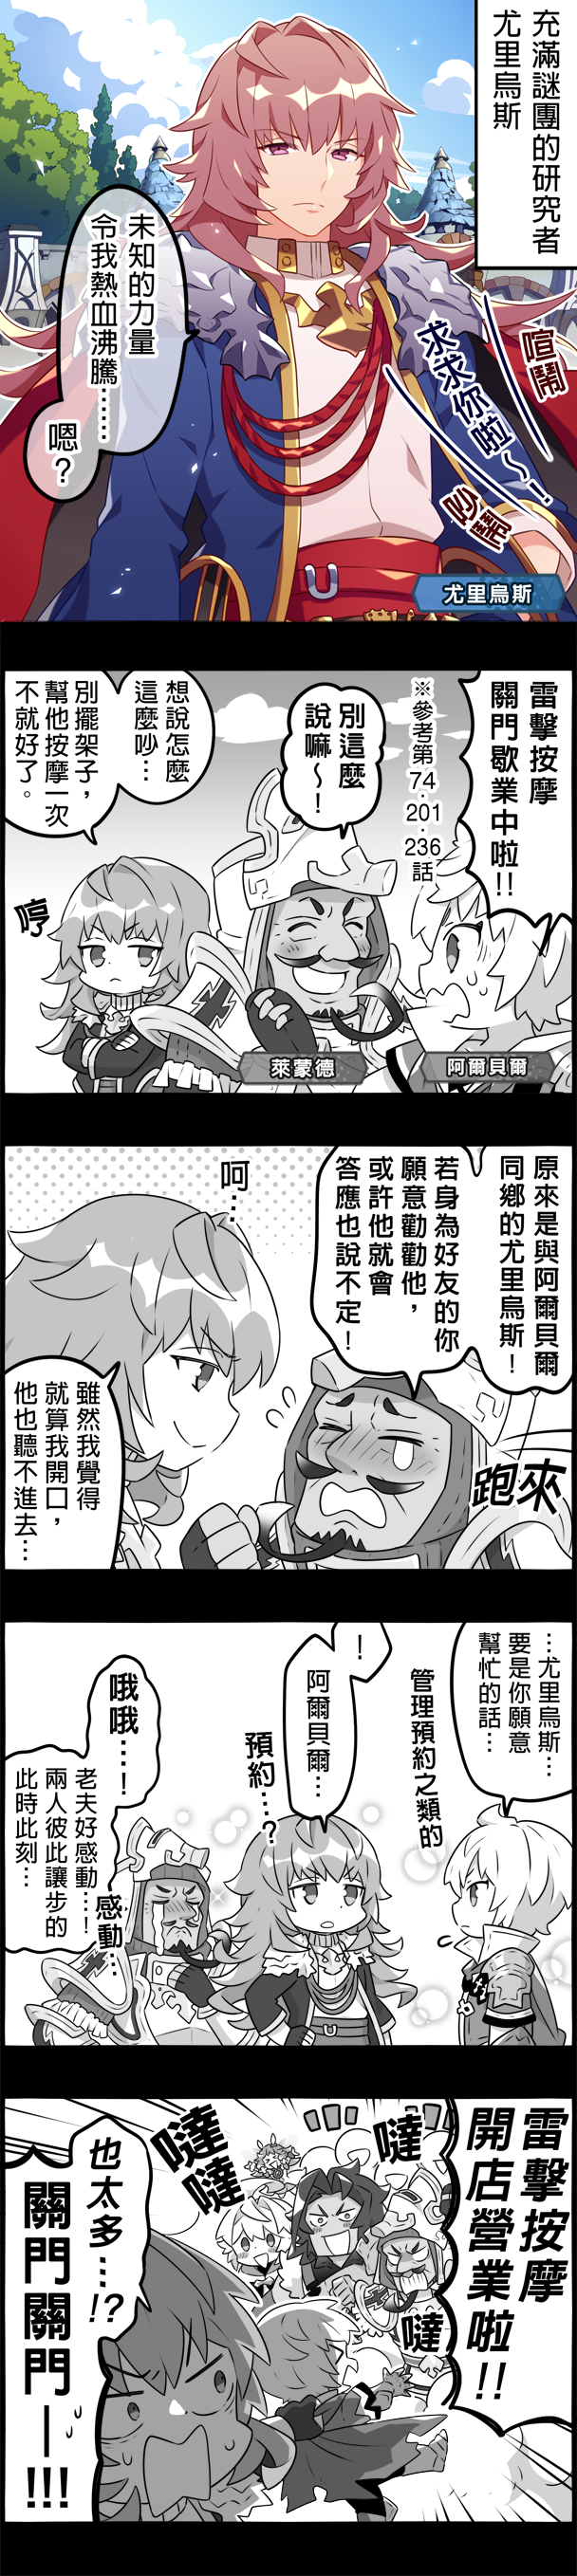 充滿謎團的研究者
尤里烏斯
喧鬧
求求你啦～！
吵鬧
未知的力量
令我熱血沸騰……
嗯？
尤里烏斯
雷擊按摩
關門歇業中啦!!
※參考第74・201・236話
別這麼
說嘛～！
想說怎麼
這麼吵…
別擺架子，
幫他按摩一次
不就好了。
哼
萊蒙德
阿爾貝爾
原來是與阿爾貝爾
同鄉的尤里烏斯！
若身為好友的你
願意勸勸他，
或許他就會
答應也說不定！
呵…
跑來
雖然我覺得
就算我開口，
他也聽不進去…
…尤里烏斯…
要是你願意
幫忙的話…
管理預約之類的
！
阿爾貝爾…
預約…？
哦哦…！
老夫好感動…！
兩人彼此讓步的
此時此刻…
感動…
雷擊按摩
開店營業啦!!
噠
噠噠
噠
也太多…!?
關門關門
—!!!